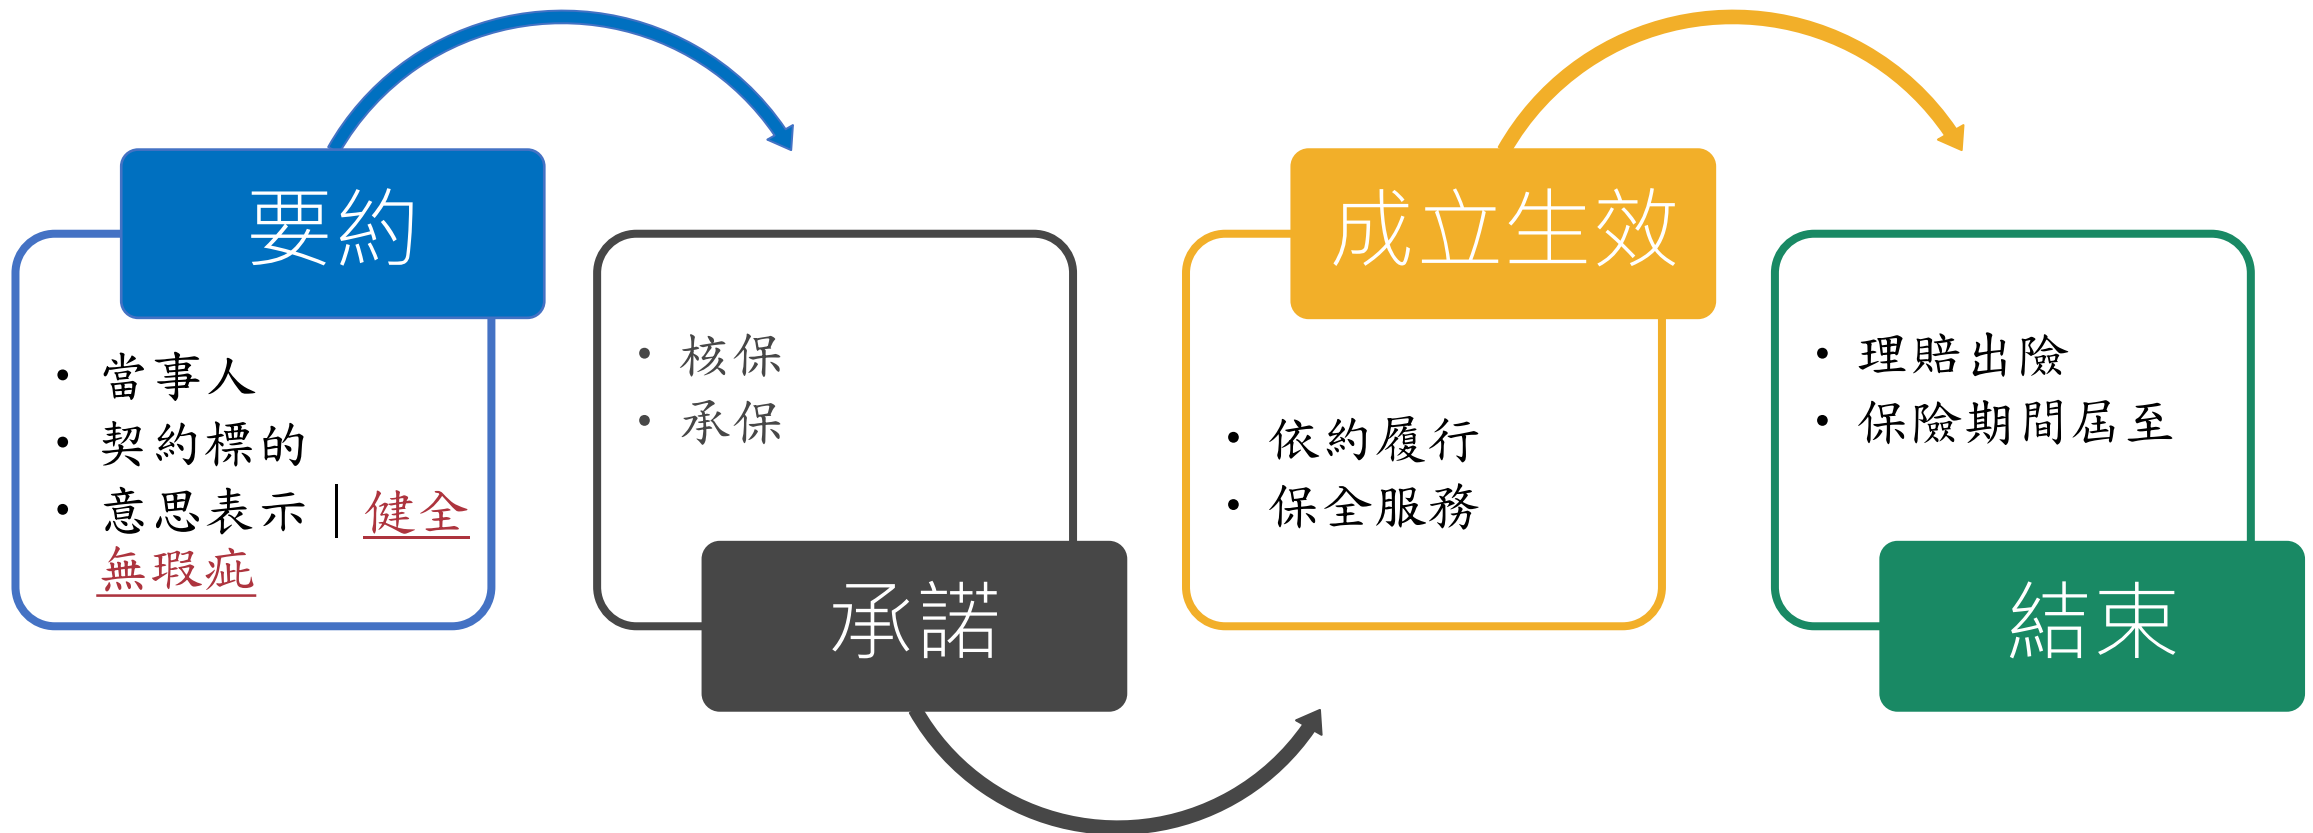 要約
• 當事人
• 契約標的
• 意思表示｜健全
無瑕疵
• 核保
• 承保
承諾
成立生效
• 依約履行
• 保全服務
• 理賠出險
• 保險期間屆至
結束